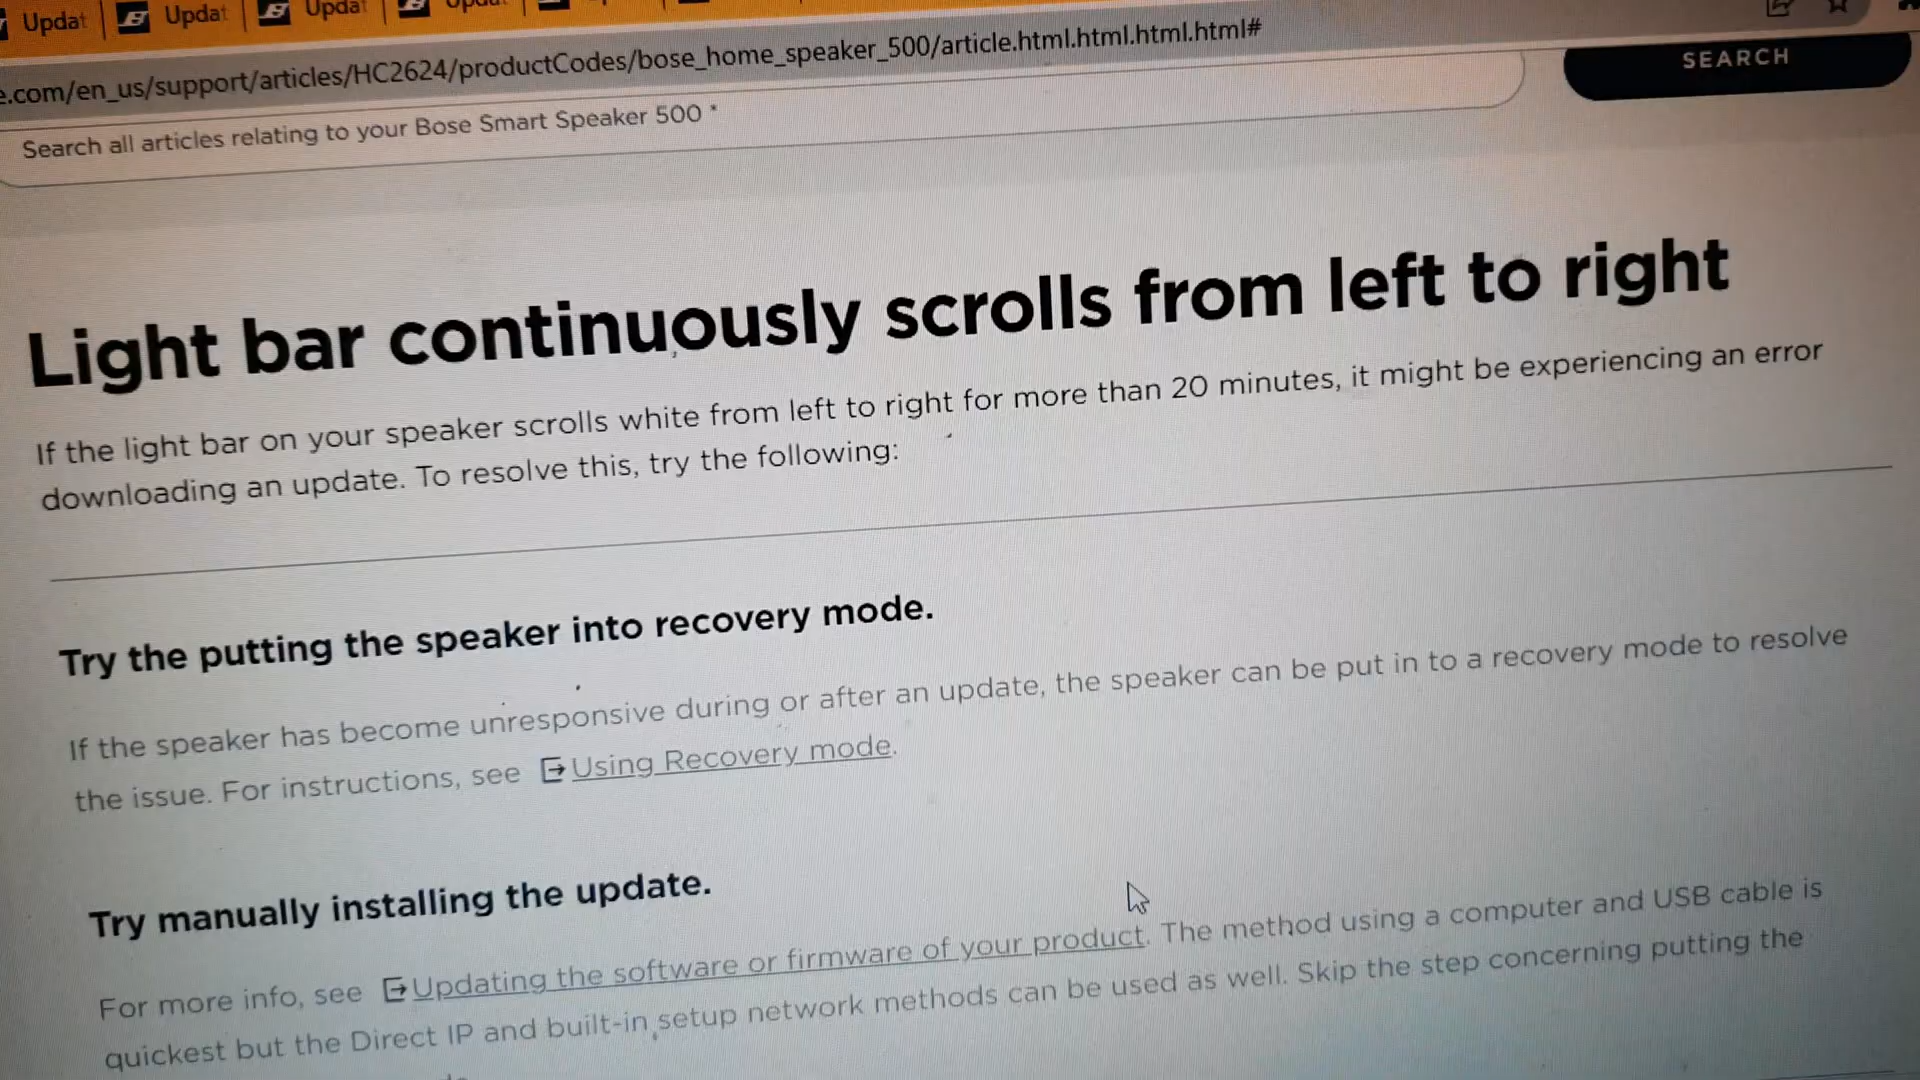 Updat
Updat
Updat
e.com/en_us/support/articles/HC2624/productCodes/bose_home_speaker_500/article.html.html.html.html#
Search all articles relating to your Bose Smart Speaker 500 *
SEARCH
Light bar continuously scrolls from left to right
If the light bar on your speaker scrolls white from left to right for more than 20 minutes, it might be experiencing an error
downloading an update. To resolve this, try the following:
Try the putting the speaker into recovery mode.
If the speaker has become unresponsive during or after an update, the speaker can be put in to a recovery mode to resolve
the issue. For instructions, see Using Recovery mode.
Try manually installing the update.
For more info, see Updating the software or firmware of your product. The method using a computer and USB cable is
quickest but the Direct IP and built-in setup network methods can be used as well. Skip the step concerning putting the